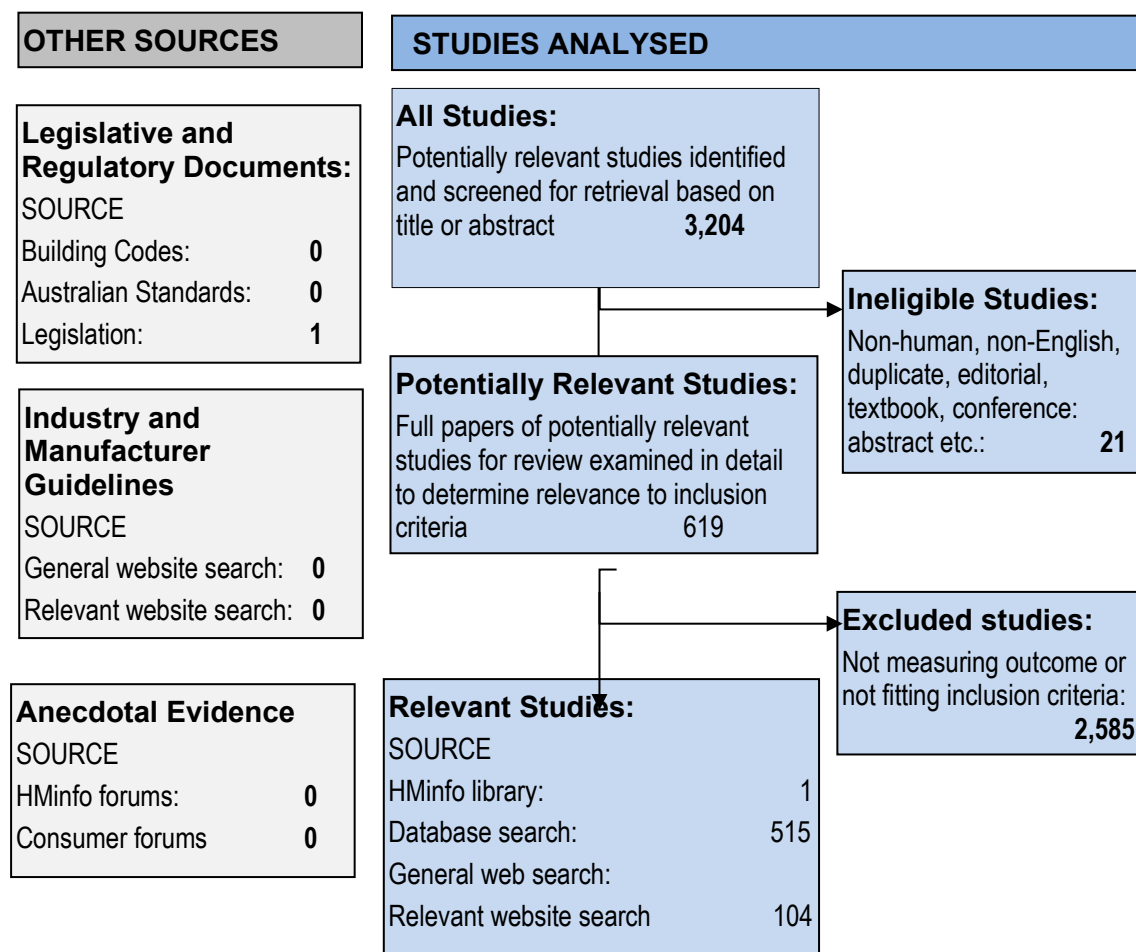 OTHER SOURCES
Legislative and
Regulatory Documents:
SOURCE
Building Codes: 0
Australian Standards: 0
Legislation: 1
Industry and
Manufacturer
Guidelines
SOURCE
General website search: 0
Relevant website search: 0
Anecdotal Evidence
SOURCE
HMinfo forums: 0
Consumer forums 0
STUDIES ANALYSED
All Studies:
Potentially relevant studies identified
and screened for retrieval based on
title or abstract 3,204
Ineligible Studies:
Non-human, non-English,
duplicate, editorial,
textbook, conference:
abstract etc.: 21
Potentially Relevant Studies:
Full papers of potentially relevant
studies for review examined in detail
to determine relevance to inclusion
criteria 619
Excluded studies:
Not measuring outcome or
not fitting inclusion criteria:
2,585
Relevant Studies:
SOURCE
HMinfo library: 1
Database search: 515
General web search:
Relevant website search 104